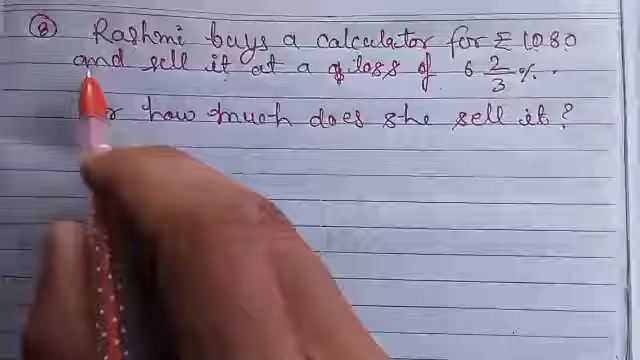 (8) Rashmi buys a calculator for ₹ 1080
and sell it at a loss of 6 2/3 %.
how much does she sell it?